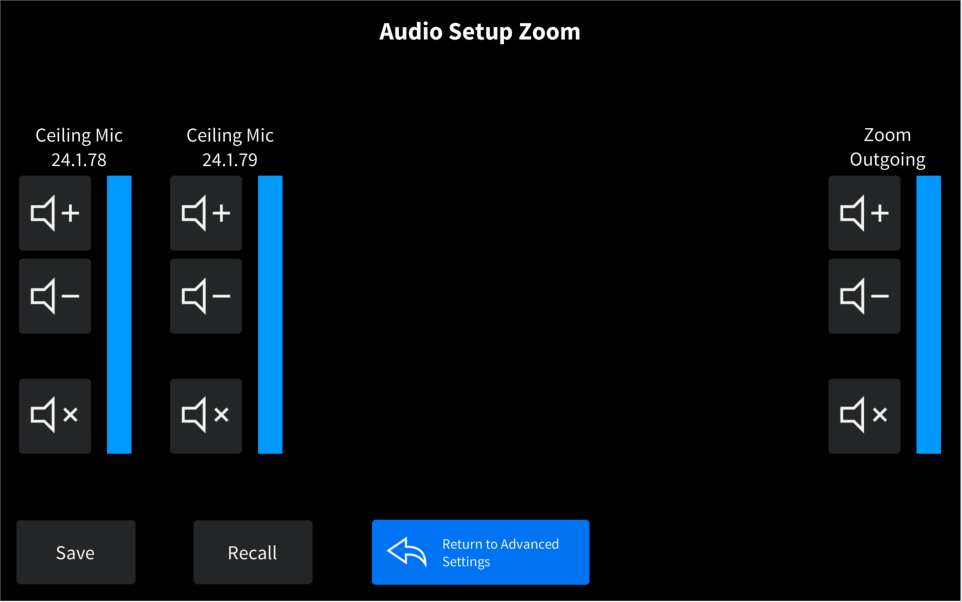 Audio Setup Zoom
Ceiling Mic
24.1.78
Ceiling Mic
24.1.79
Zoom
Outgoing
Save
Recall
Return to Advanced
Settings